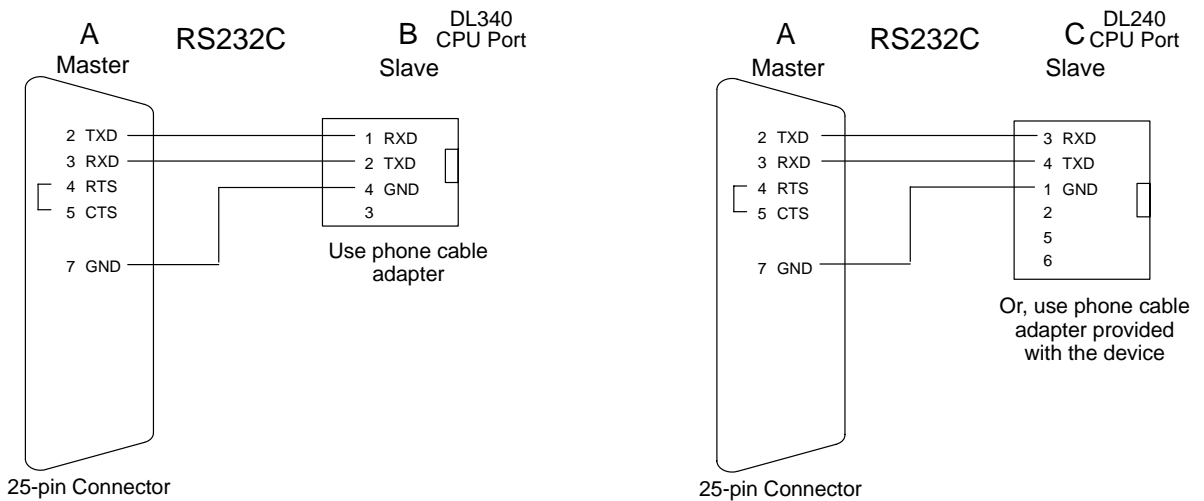 A RS232C B DL340
CPU Port
Master Slave
2 TXD 1 RXD
3 RXD 2 TXD
4 RTS 4 GND
5 CTS 3
7 GND
Use phone cable
adapter
25-pin Connector
A RS232C C DL240
CPU Port
Master Slave
2 TXD 3 RXD
3 RXD 4 TXD
4 RTS 1 GND
5 CTS 2
5
7 GND 6
Or, use phone cable
adapter provided
with the device
25-pin Connector